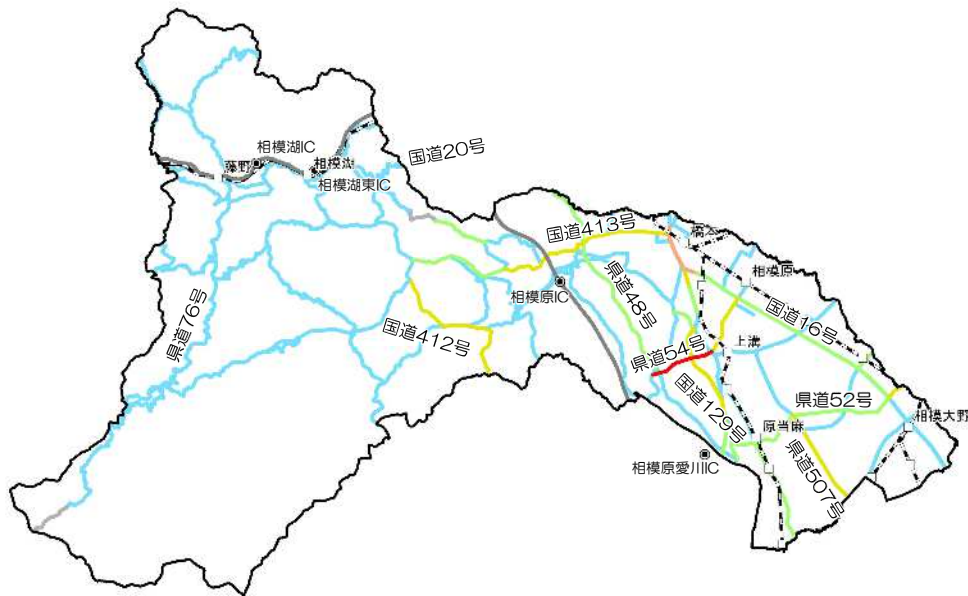 国道20号
相模湖IC
藤野
相模湖
相模湖東IC
国道413号
橋本
相模原
相模原IC
県道48号
国道16号
県道76号
国道412号
県道54号
上溝
国道129号
県道52号
相模大野
原当麻
県道507号
相模原愛川IC